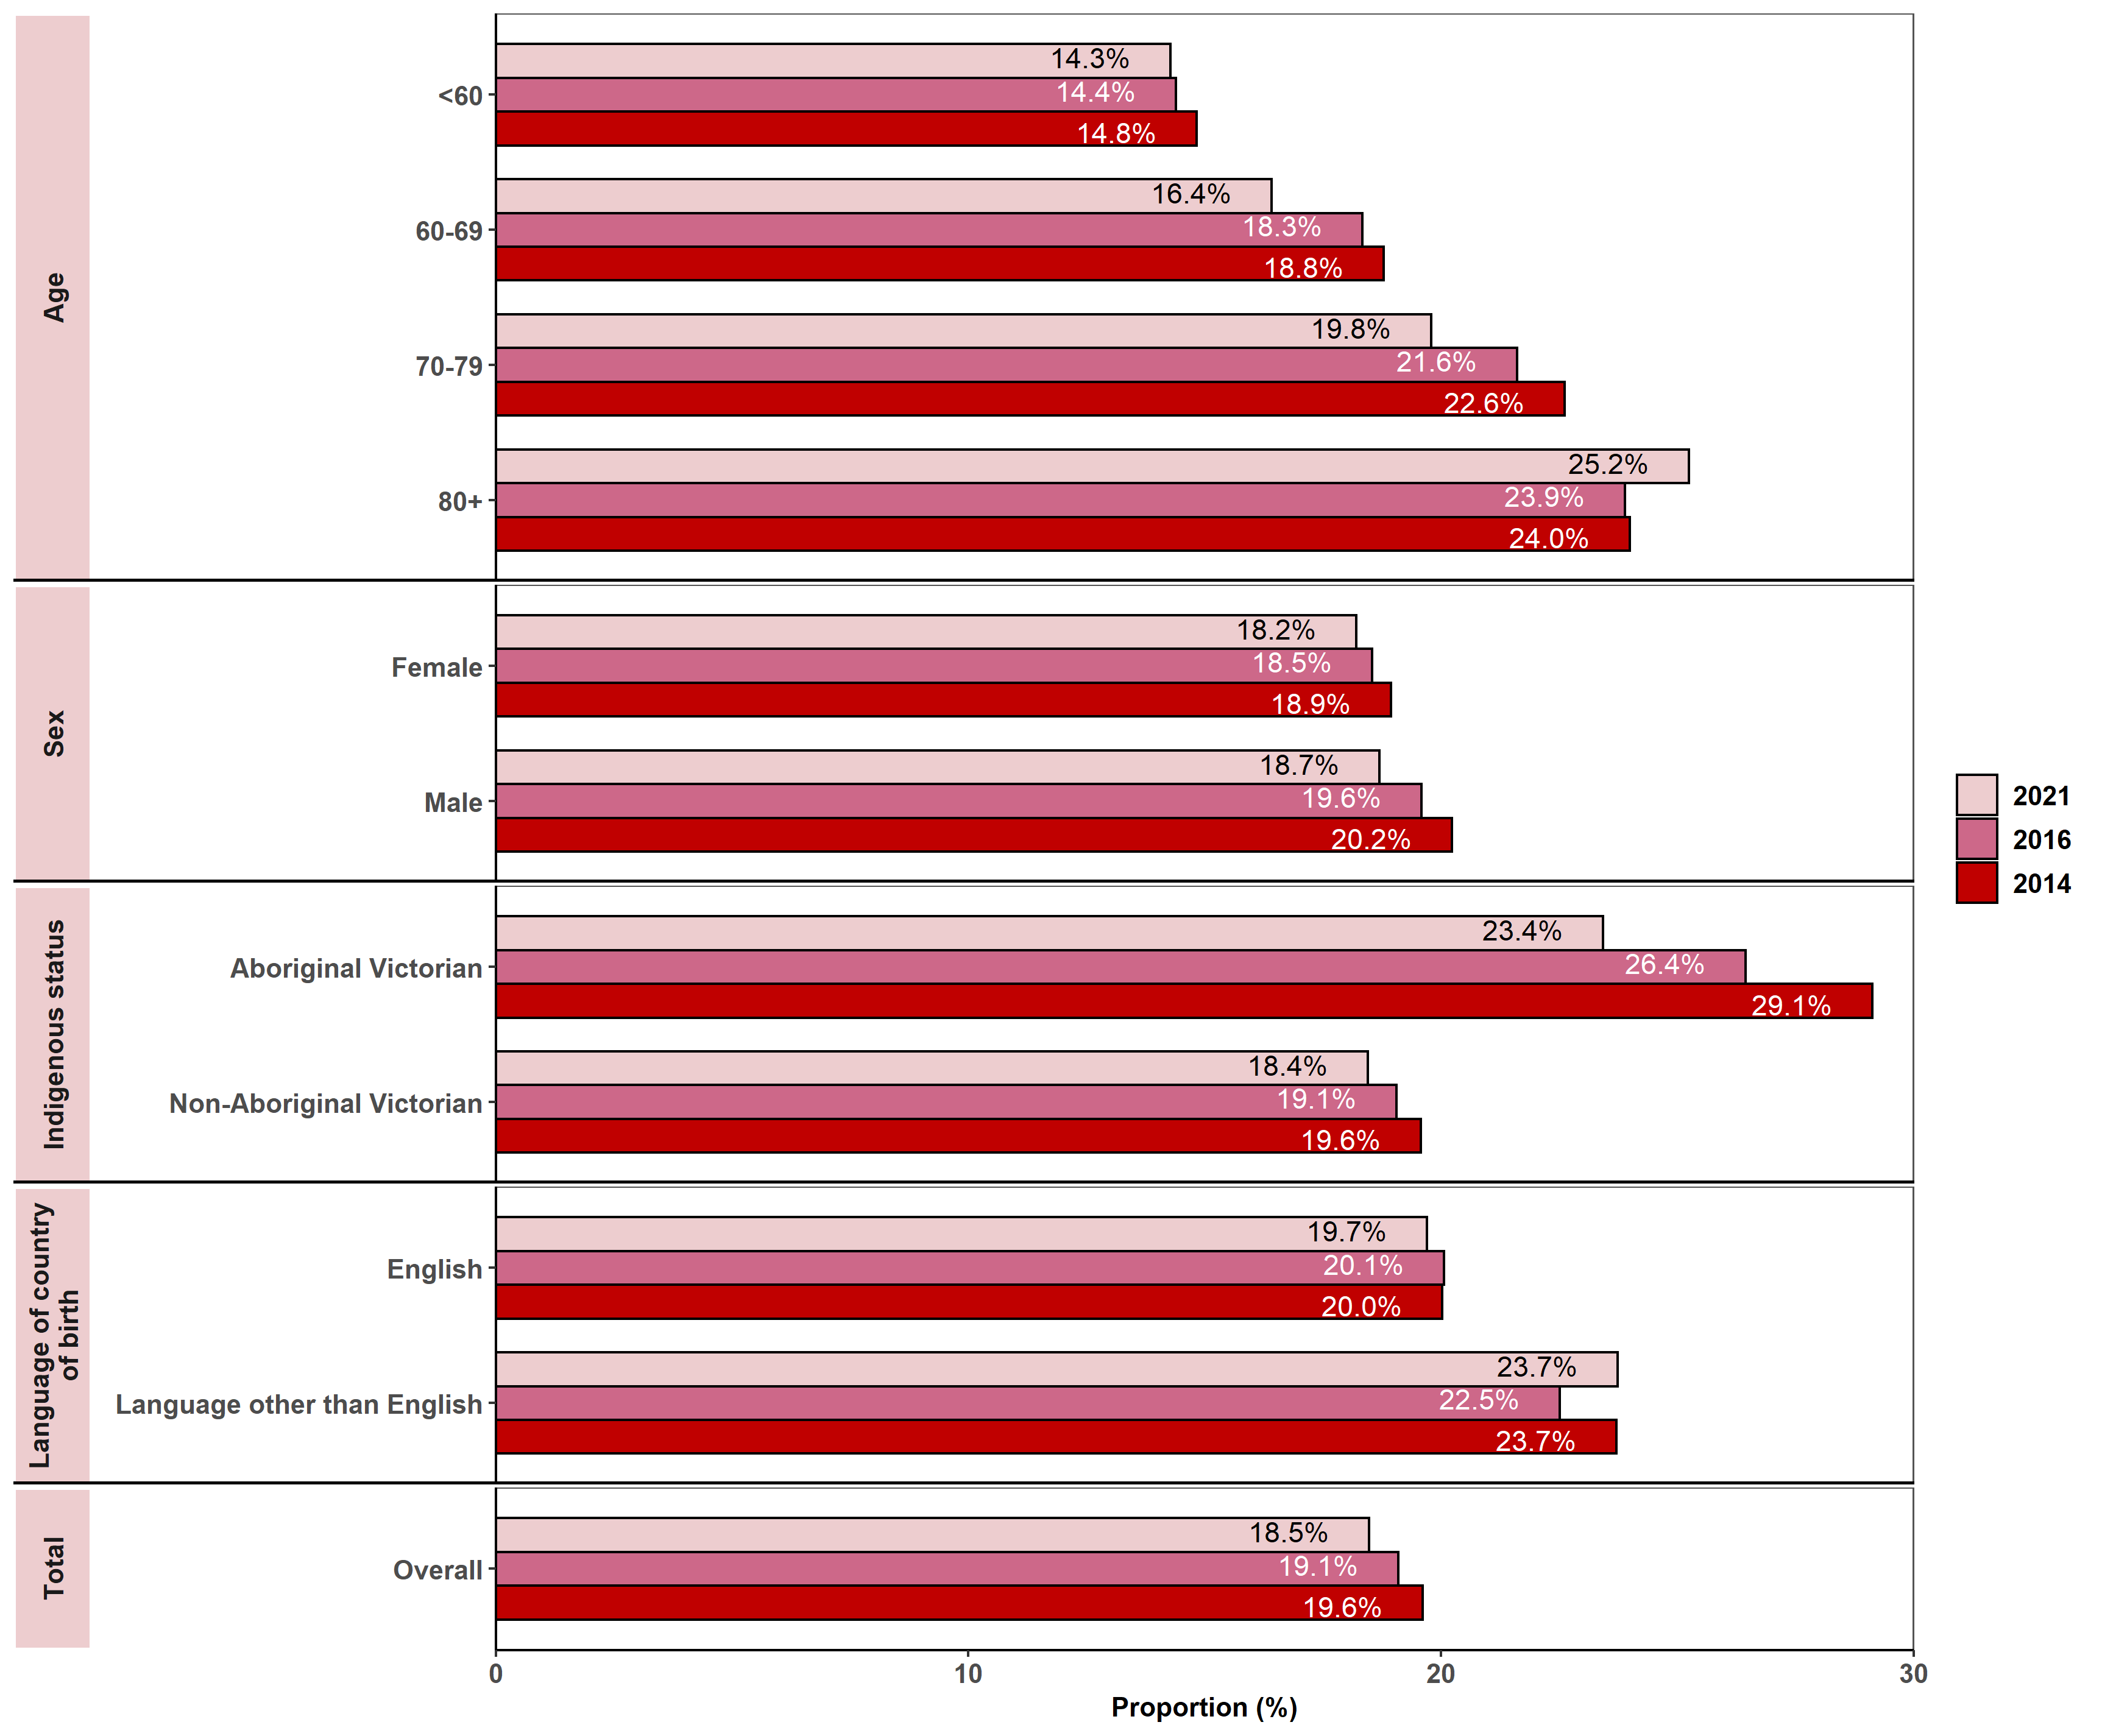 Age
<60
14.3%
14.4%
14.8%
60-69
16.4%
18.3%
18.8%
70-79
19.8%
21.6%
22.6%
80+
25.2%
23.9%
24.0%
Sex
Female
18.2%
18.5%
18.9%
Male
18.7%
19.6%
20.2%
Indigenous status
Aboriginal Victorian
23.4%
26.4%
29.1%
Non-Aboriginal Victorian
18.4%
19.1%
19.6%
Language of country
of birth
English
19.7%
20.1%
20.0%
Language other than English
23.7%
22.5%
23.7%
Total
Overall
18.5%
19.1%
19.6%
0 10 20 30
Proportion (%)
2021
2016
2014